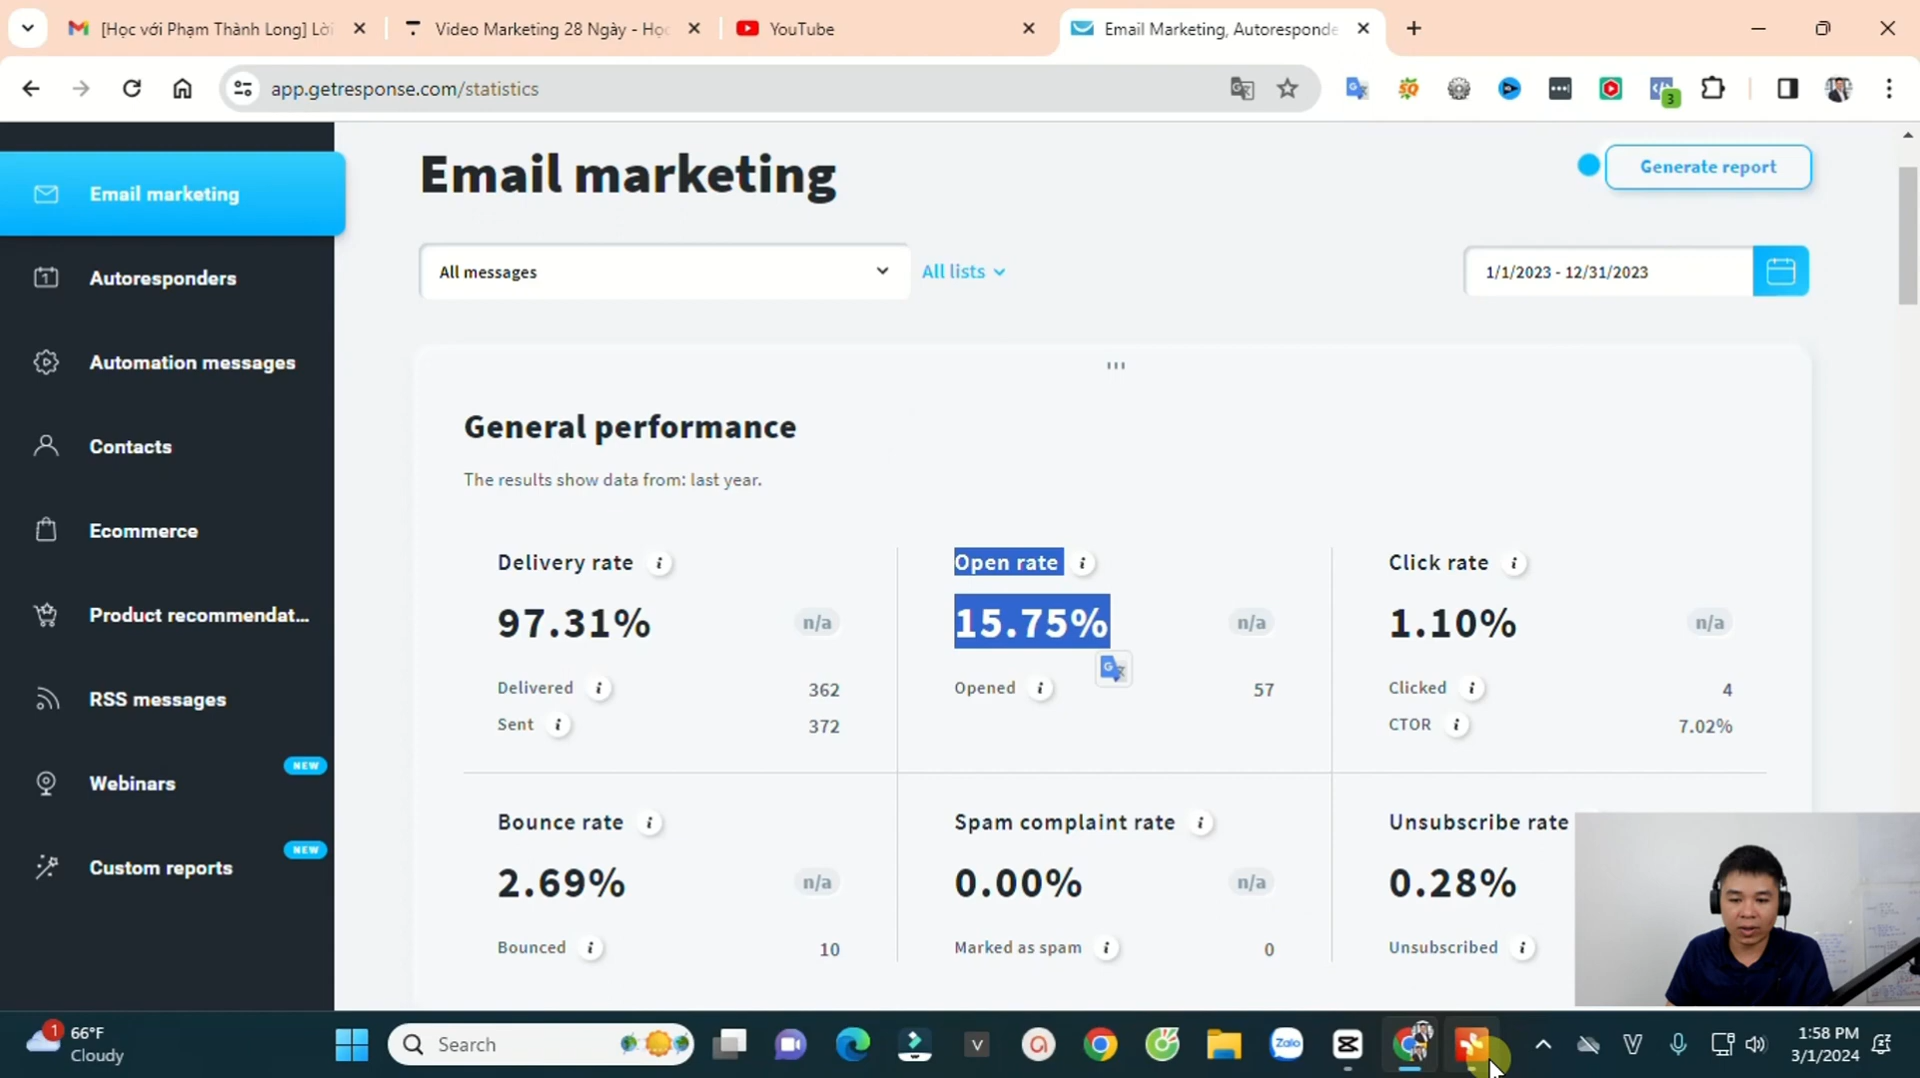 [Học với Phạm Thành Long] Lờ
Video Marketing 28 Ngày - Họ
YouTube
Email Marketing, Autoresponde
app.getresponse.com/statistics
3
Email marketing
Autoresponders
Automation messages
Contacts
Ecommerce
Product recommendat...
RSS messages
NEW
Webinars
NEW
Custom reports
Email marketing
Generate report
All messages
All lists
1/1/2023 - 12/31/2023
General performance
The results show data from: last year.
Delivery rate
97.31%
n/a
Delivered
362
Sent
372
Open rate
15.75%
n/a
Opened
57
Click rate
1.10%
n/a
Clicked
4
CTOR
7.02%
Bounce rate
2.69%
n/a
Bounced
10
Spam complaint rate
0.00%
n/a
Marked as spam
0
Unsubscribe rate
0.28%
Unsubscribed
1
66°F
Cloudy
Search
Zalo
1:58 PM
3/1/2024